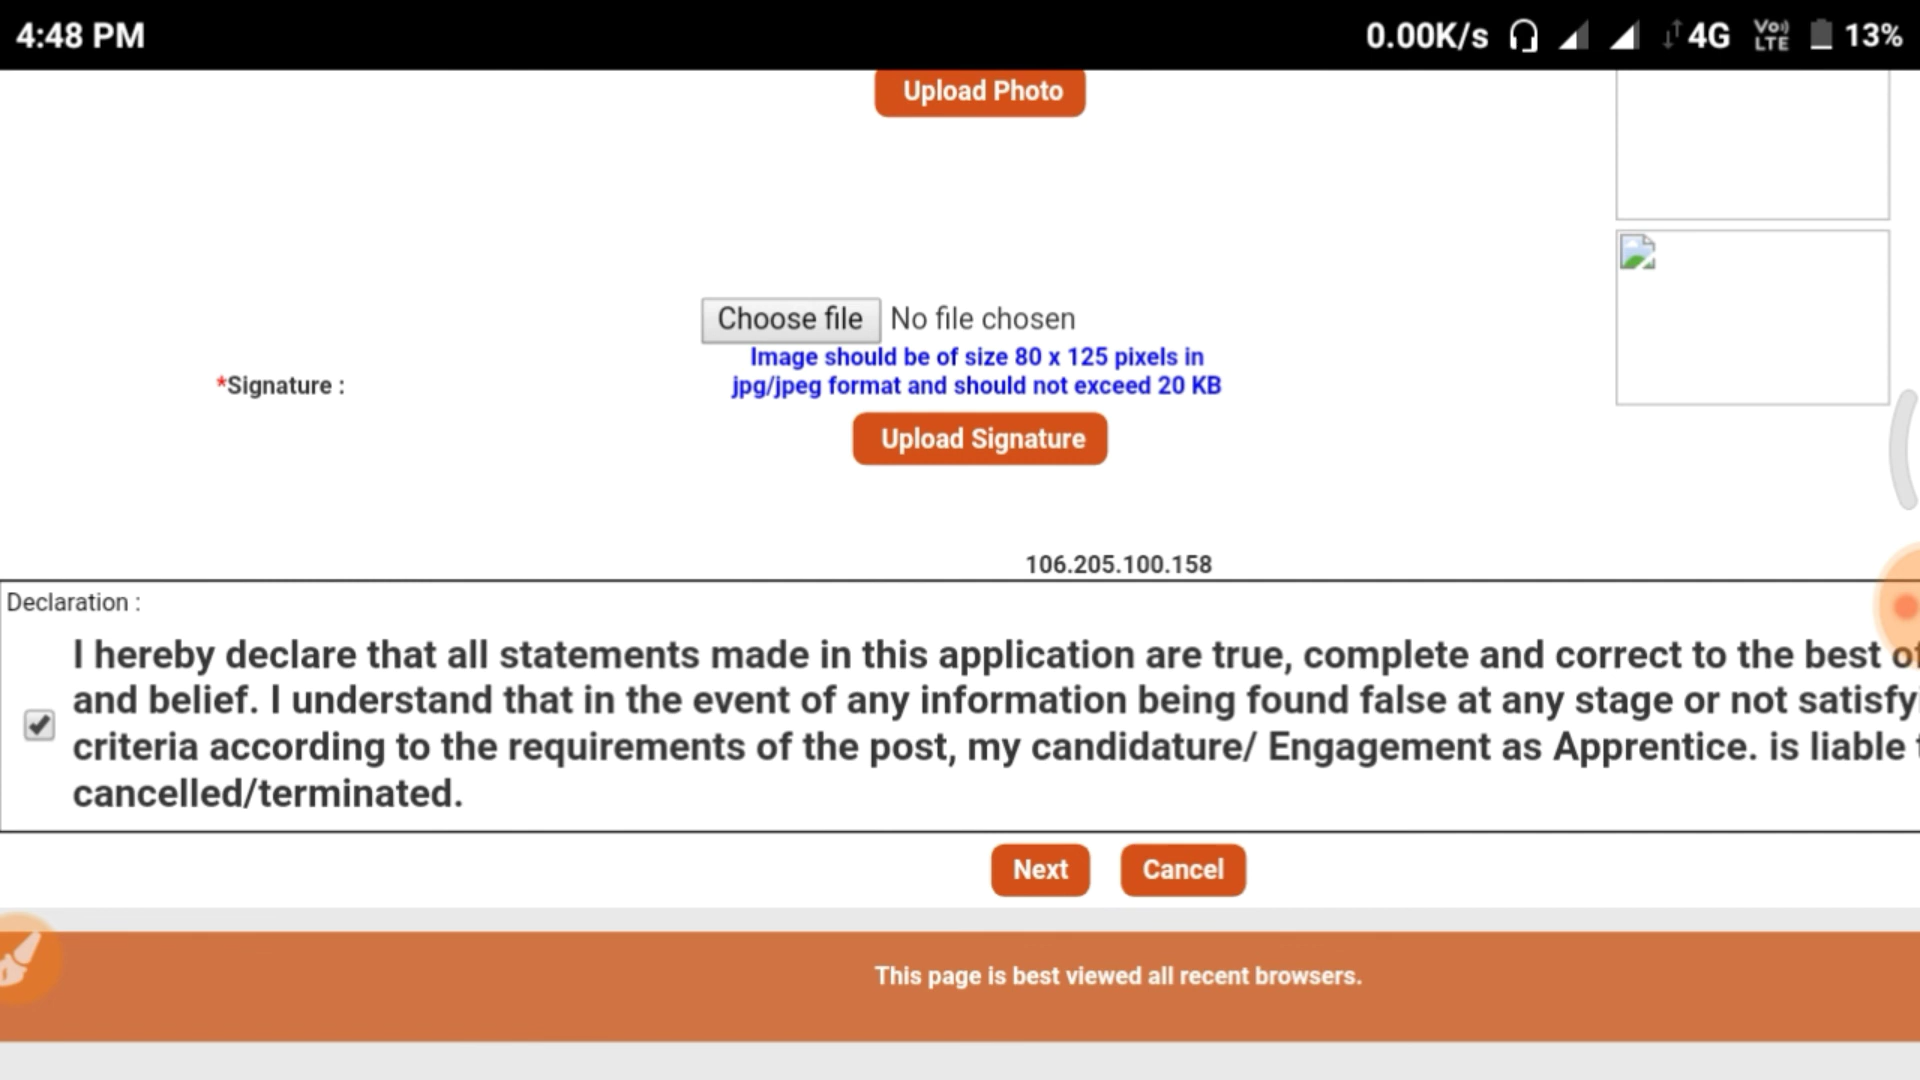 4:48 PM 0.00K/s 4G Vo) LTE 13%
Upload Photo
Choose file No file chosen
Image should be of size 80 x 125 pixels in
*Signature :
jpg/jpeg format and should not exceed 20 KB
Upload Signature
106.205.100.158
Declaration :
I hereby declare that all statements made in this application are true, complete and correct to the best of
and belief. I understand that in the event of any information being found false at any stage or not satisfyi
criteria according to the requirements of the post, my candidature/ Engagement as Apprentice. is liable
cancelled/terminated.
Next Cancel
This page is best viewed all recent browsers.